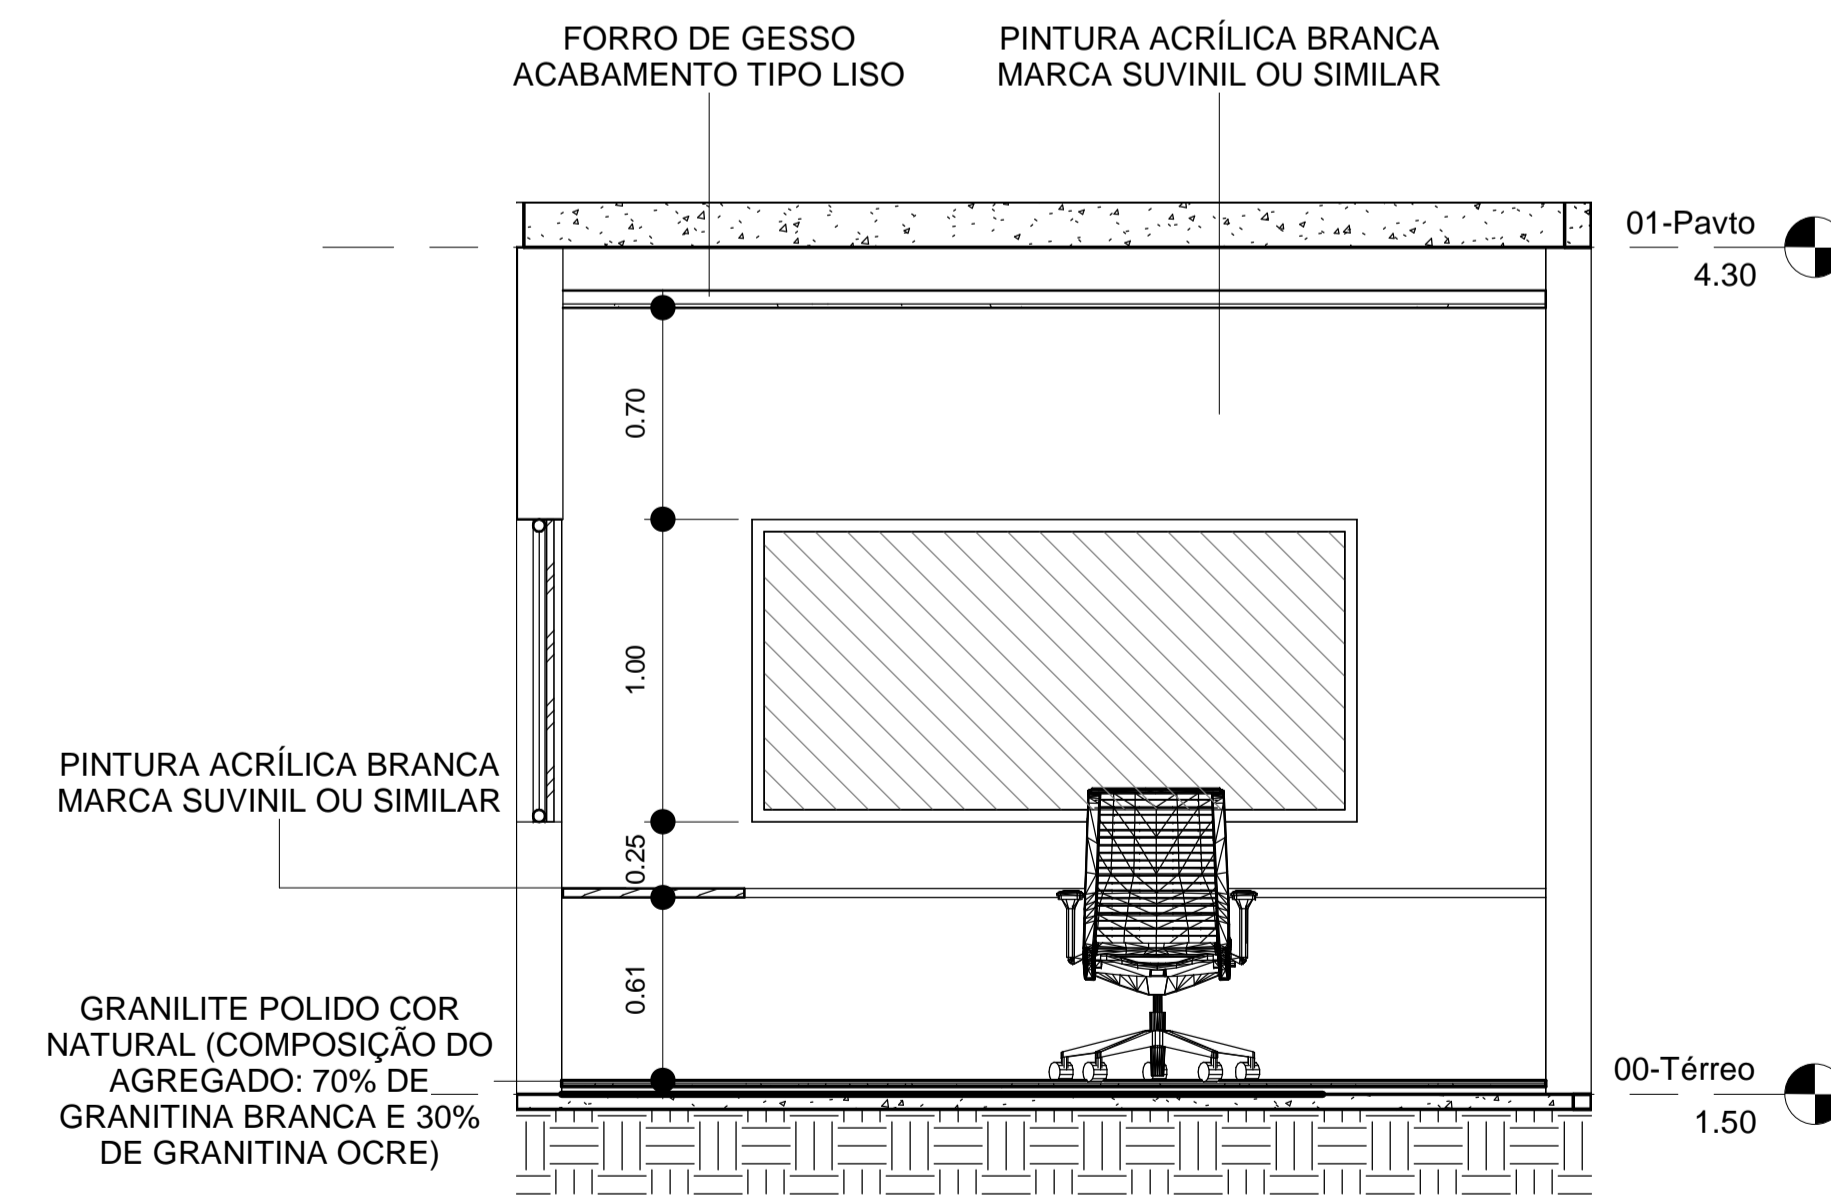 FORRO DE GESSO
ACABAMENTO TIPO LISO
PINTURA ACRÍLICA BRANCA
MARCA SUVINIL OU SIMILAR
01-Pavto
4.30
0.70
1.00
PINTURA ACRÍLICA BRANCA
MARCA SUVINIL OU SIMILAR
0.25
0.61
GRANILITE POLIDO COR
NATURAL (COMPOSIÇÃO DO
AGREGADO: 70% DE
GRANITINA BRANCA E 30%
DE GRANITINA OCRE)
00-Térreo
1.50